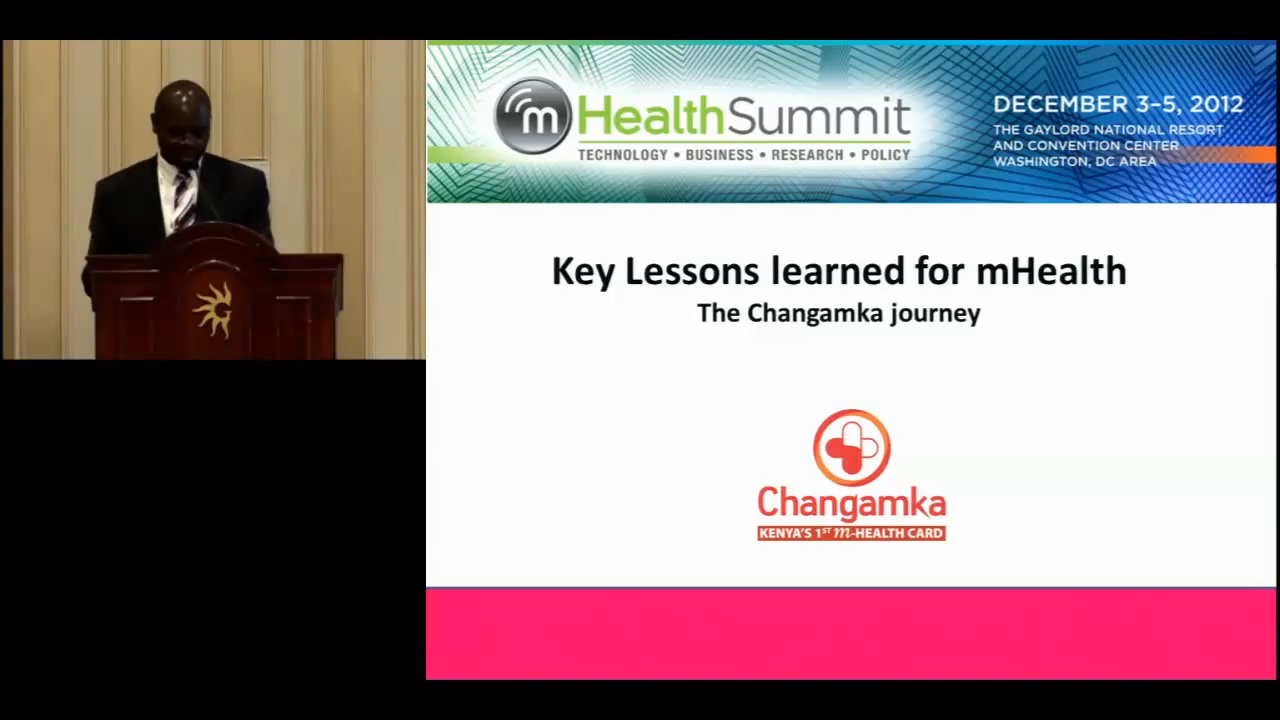 m HealthSummit
TECHNOLOGY • BUSINESS • RESEARCH • POLICY
DECEMBER 3–5, 2012
THE GAYLORD NATIONAL RESORT
AND CONVENTION CENTER
WASHINGTON, DC AREA
Key Lessons learned for mHealth
The Changamka journey
Changamka
KENYA'S 1ST m-HEALTH CARD